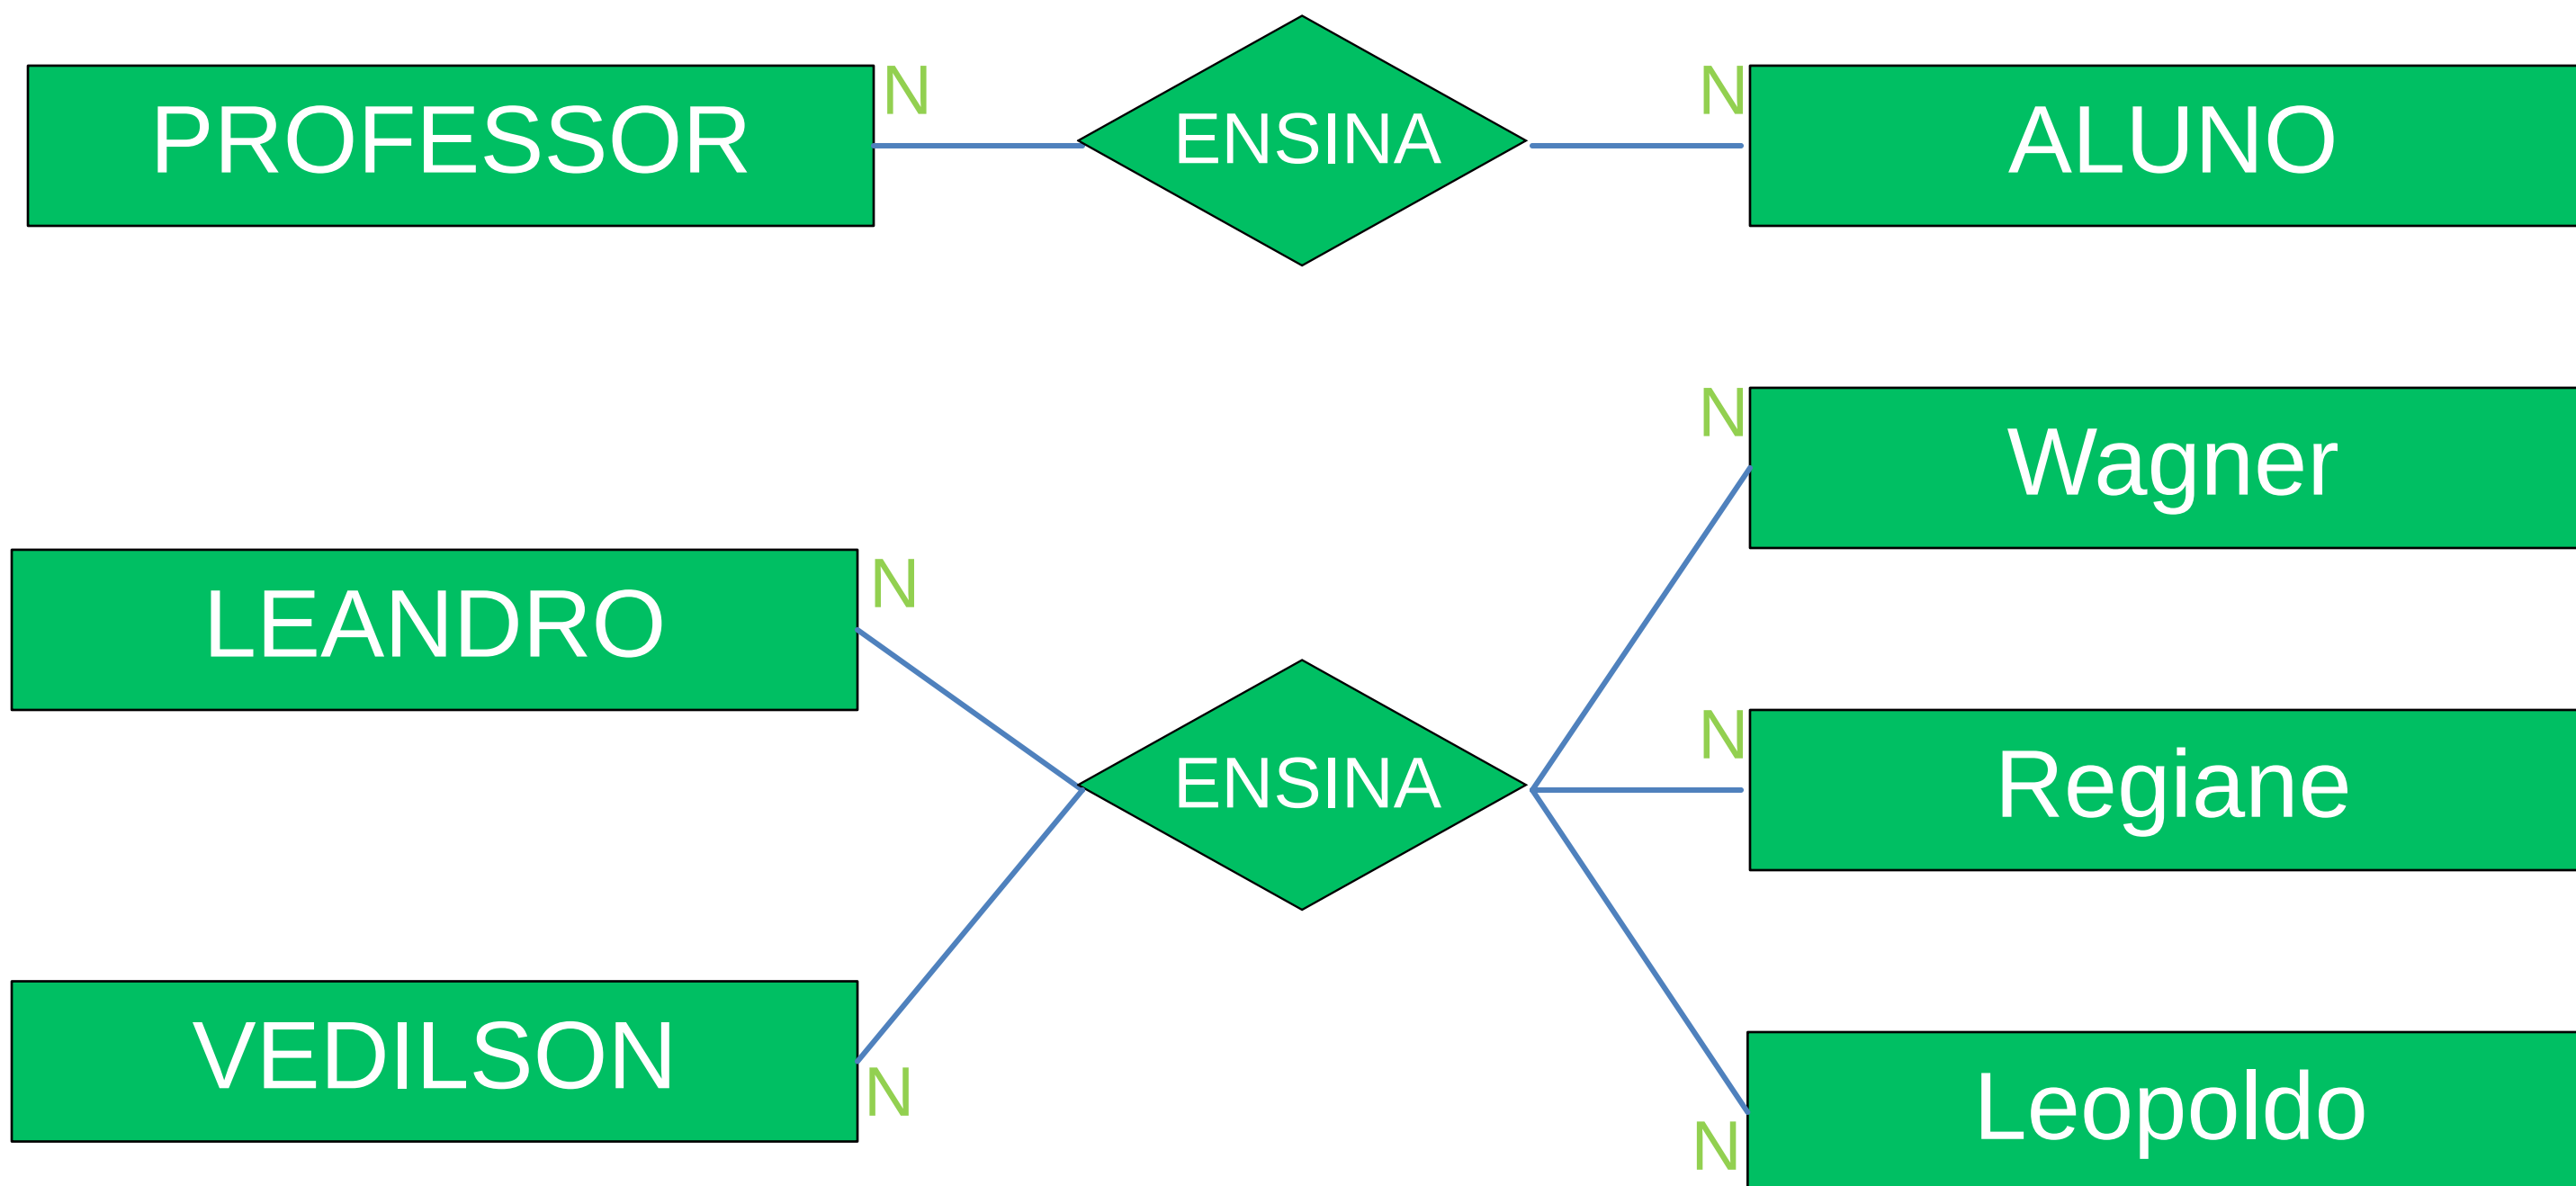 PROFESSOR N ENSINA N ALUNO
N Wagner
LEANDRO N
ENSINA N Regiane
VEDILSON N
N Leopoldo